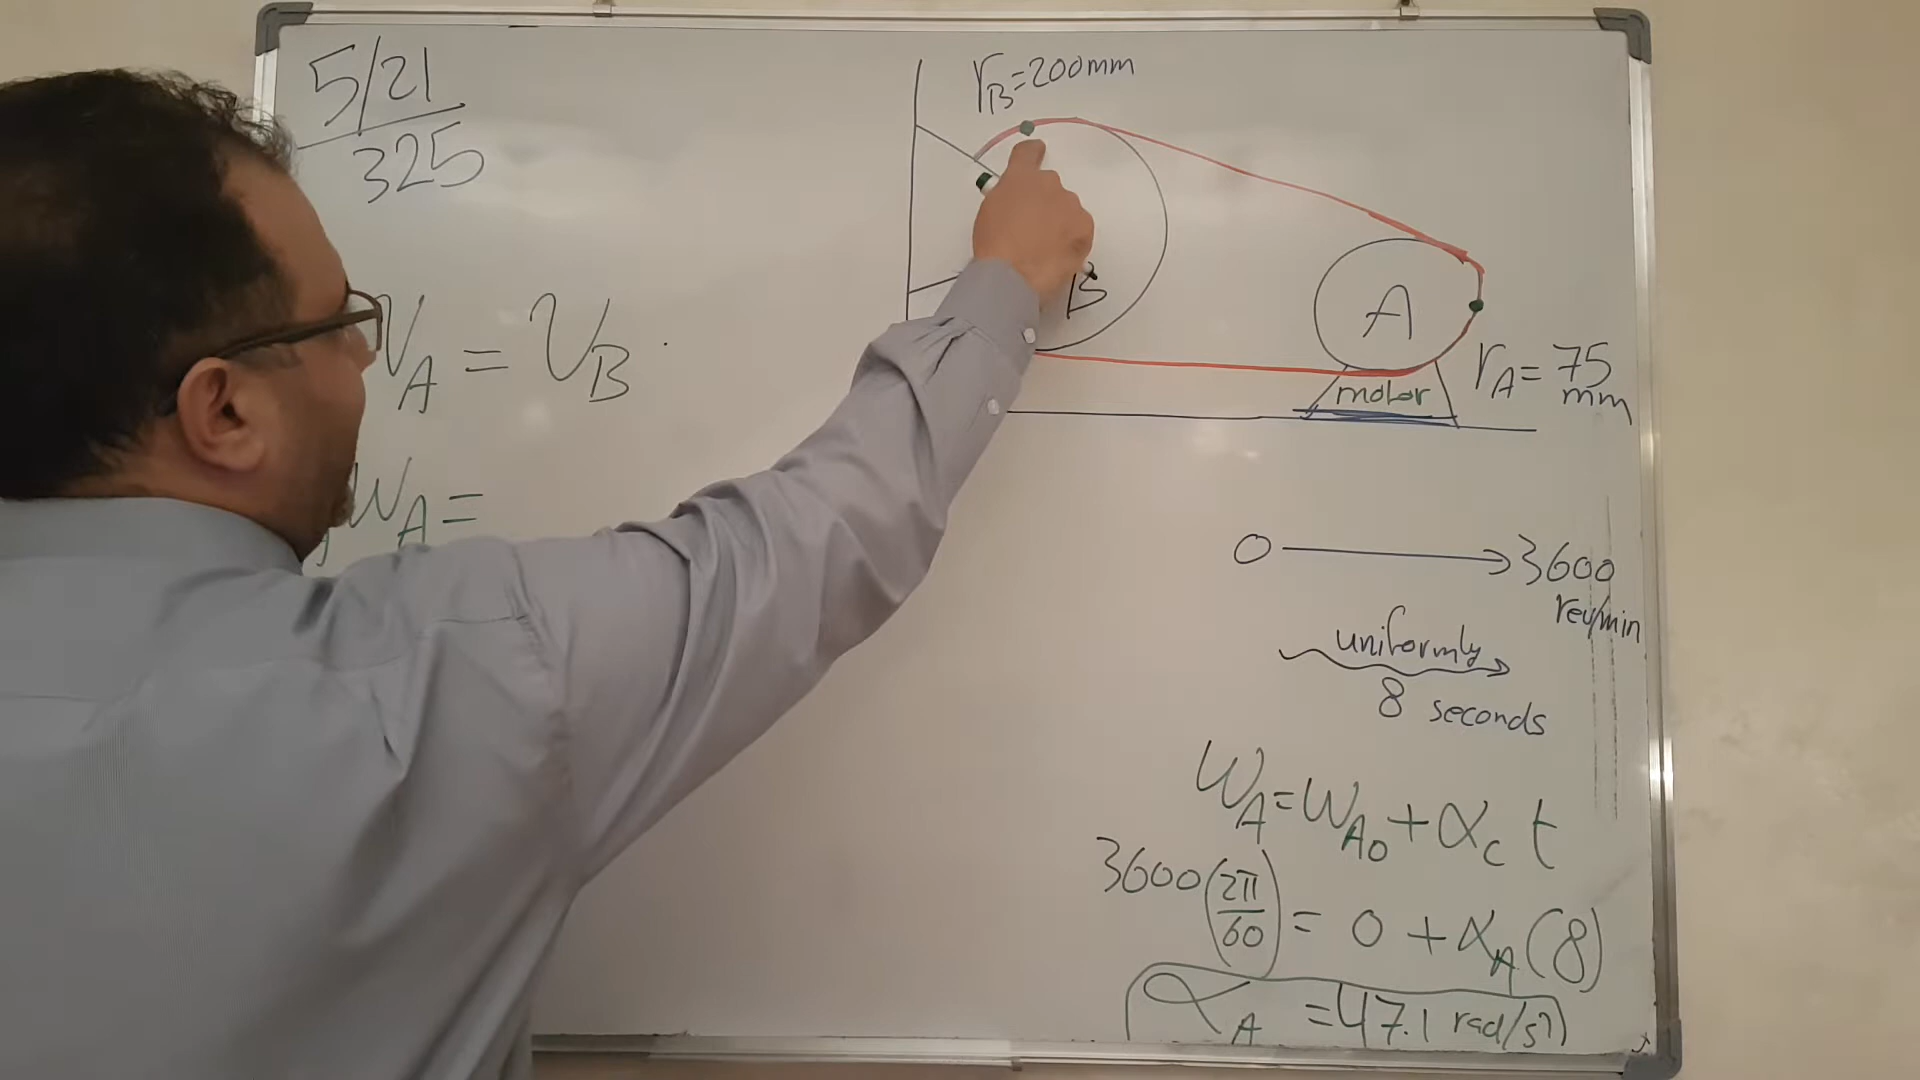 5/21
325
r_B=200mm
B
A
motor
r_A = 75
mm
V_A = V_B
ω_A =
0 → 3600
rev/min
uniformly
8 seconds
ω_A = ω_A0 + α_c t
3600(2π/60) = 0 + α_A (8)
α_A = 47.1 rad/s²